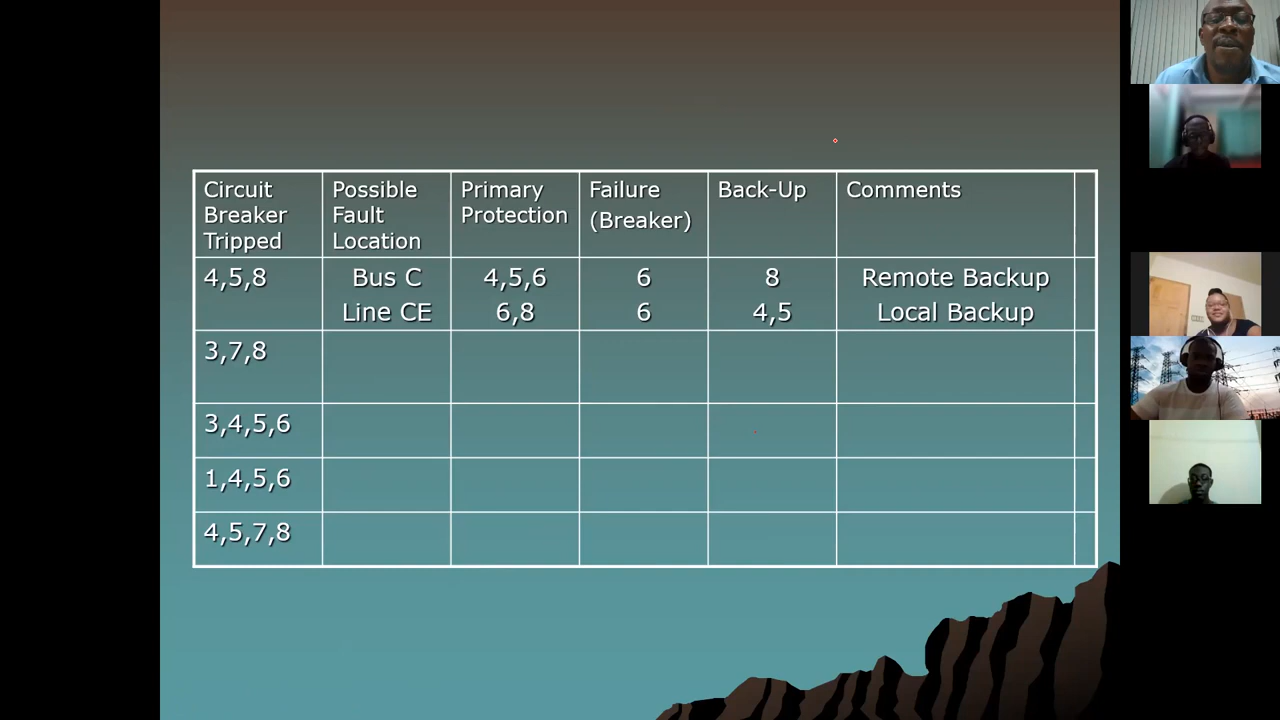 Circuit Breaker Tripped
Possible Fault Location
Primary Protection
Failure (Breaker)
Back-Up
Comments
4,5,8
Bus C
4,5,6
6
8
Remote Backup
Line CE
6,8
6
4,5
Local Backup
3,7,8
3,4,5,6
1,4,5,6
4,5,7,8